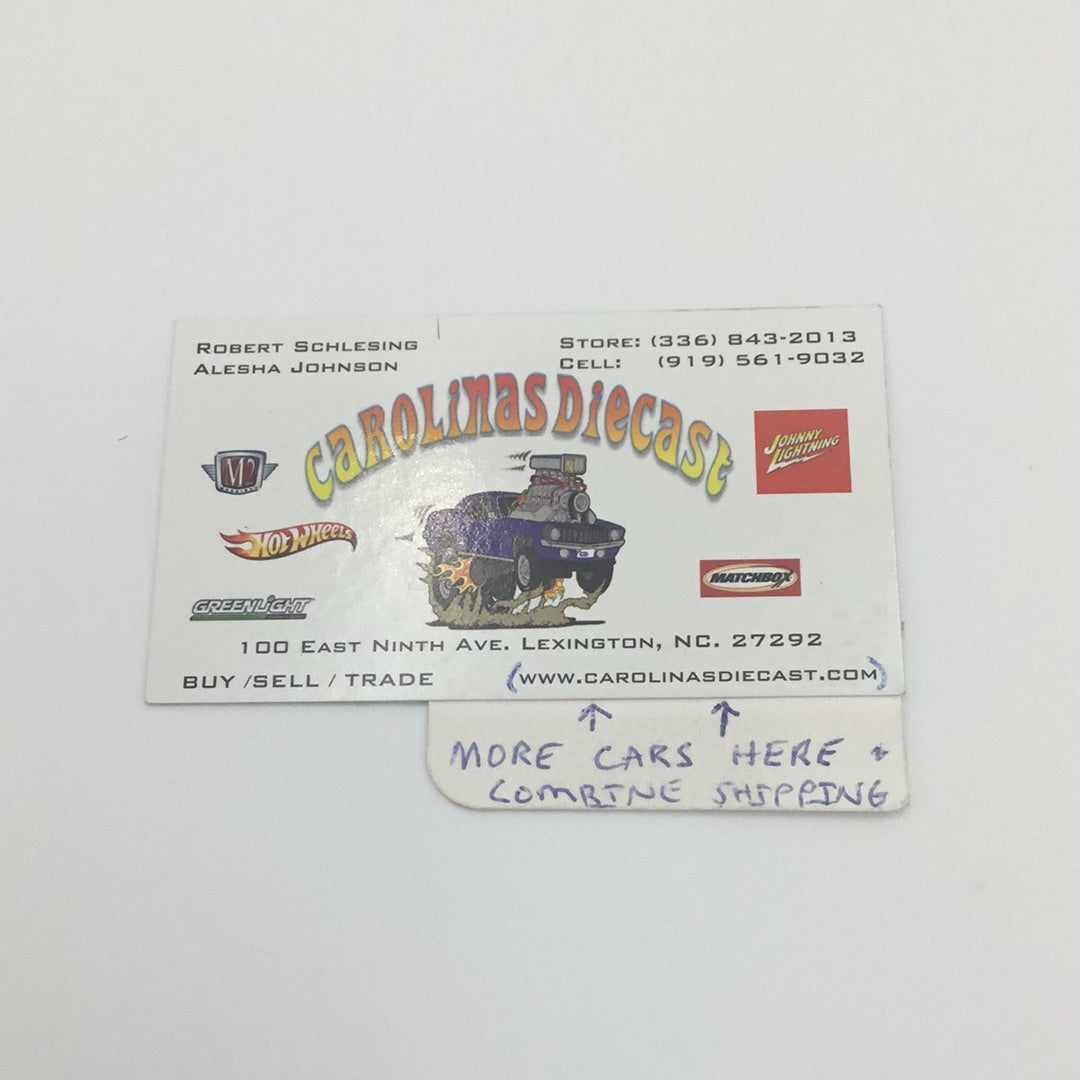 ROBERT SCHLESING
ALESHA JOHNSON
STORE: (336) 843-2013
CELL: (919) 561-9032
CAROLINAS DIECAST
M2
JOHNNY
LIGHTNING
HOT WHEELS
MATCHBOX
GREENLIGHT
100 EAST NINTH AVE. LEXINGTON, NC. 27292
BUY /SELL / TRADE
(WWW.CAROLINASDIECAST.COM)
↑ ↑
MORE CARS HERE +
COMBINE SHIPPING